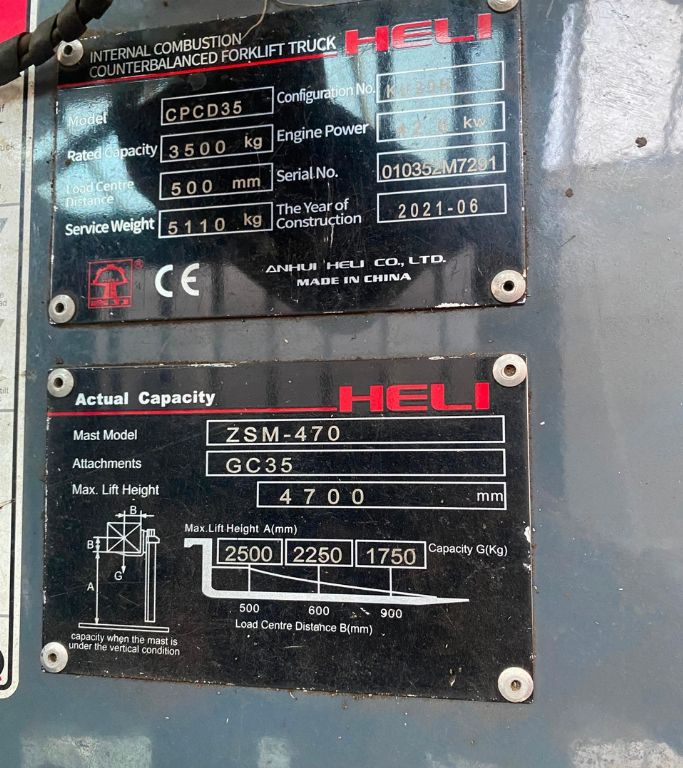 INTERNAL COMBUSTION
COUNTERBALANCED FORKLIFT TRUCK HELI
Model CPCD35 Configuration No.
Rated Capacity 3500 kg Engine Power kw
Load Centre Distance 500 mm Serial No. 010352M7291
Service Weight 5110 kg The Year of Construction 2021-06
® CE ANHUI HELI CO., LTD.
MADE IN CHINA
Actual Capacity HELI
Mast Model ZSM-470
Attachments GC35
Max. Lift Height 4700 mm
Max.Lift Height A(mm)
2500 2250 1750 Capacity G(Kg)
500 600 900
Load Centre Distance B(mm)
B
B
G
A
capacity when the mast is
under the vertical condition